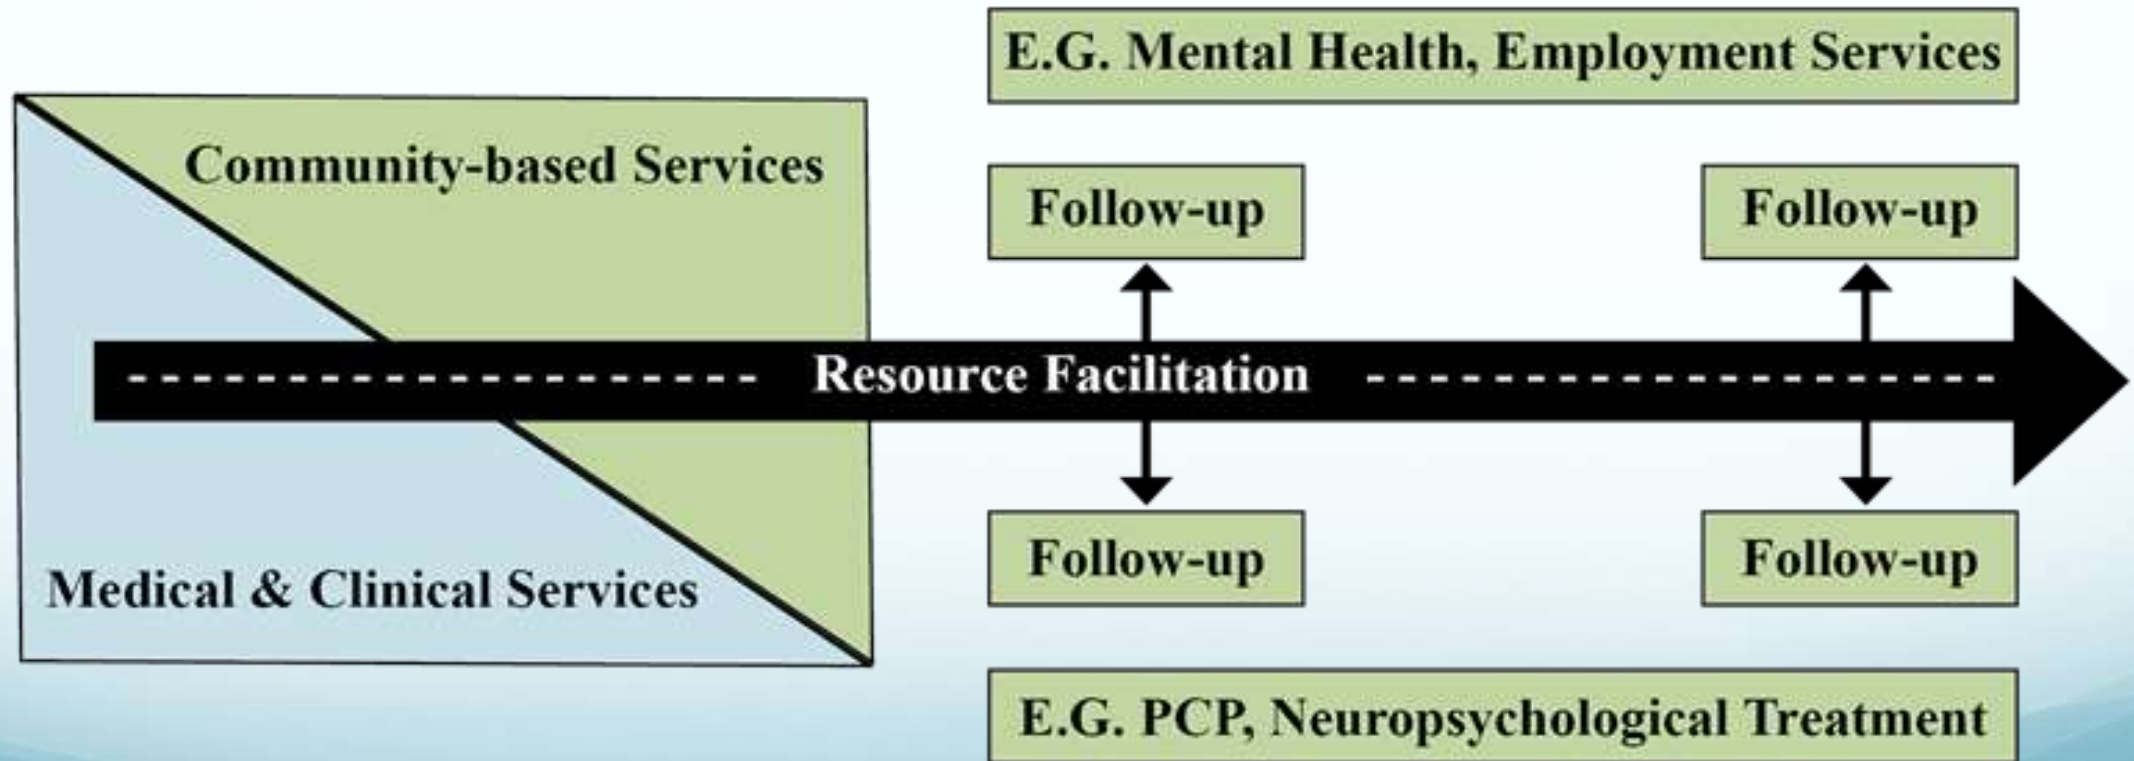 E.G. Mental Health, Employment Services
Community-based Services
Follow-up
Follow-up
Resource Facilitation
Follow-up
Follow-up
Medical & Clinical Services
E.G. PCP, Neuropsychological Treatment